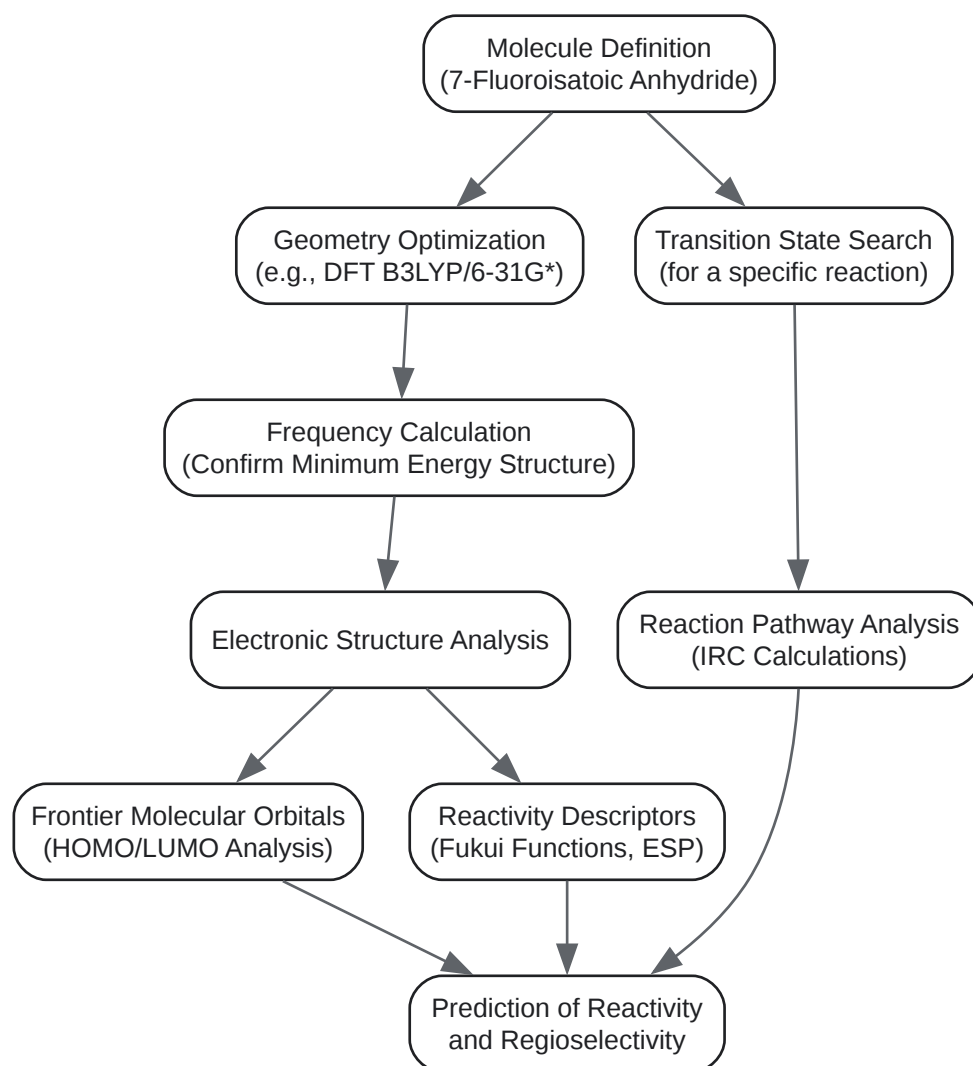 Molecule Definition
(7-Fluoroisatoic Anhydride)
Geometry Optimization
(e.g., DFT B3LYP/6-31G*)
Transition State Search
(for a specific reaction)
Frequency Calculation
(Confirm Minimum Energy Structure)
Electronic Structure Analysis
Reaction Pathway Analysis
(IRC Calculations)
Frontier Molecular Orbitals
(HOMO/LUMO Analysis)
Reactivity Descriptors
(Fukui Functions, ESP)
Prediction of Reactivity
and Regioselectivity